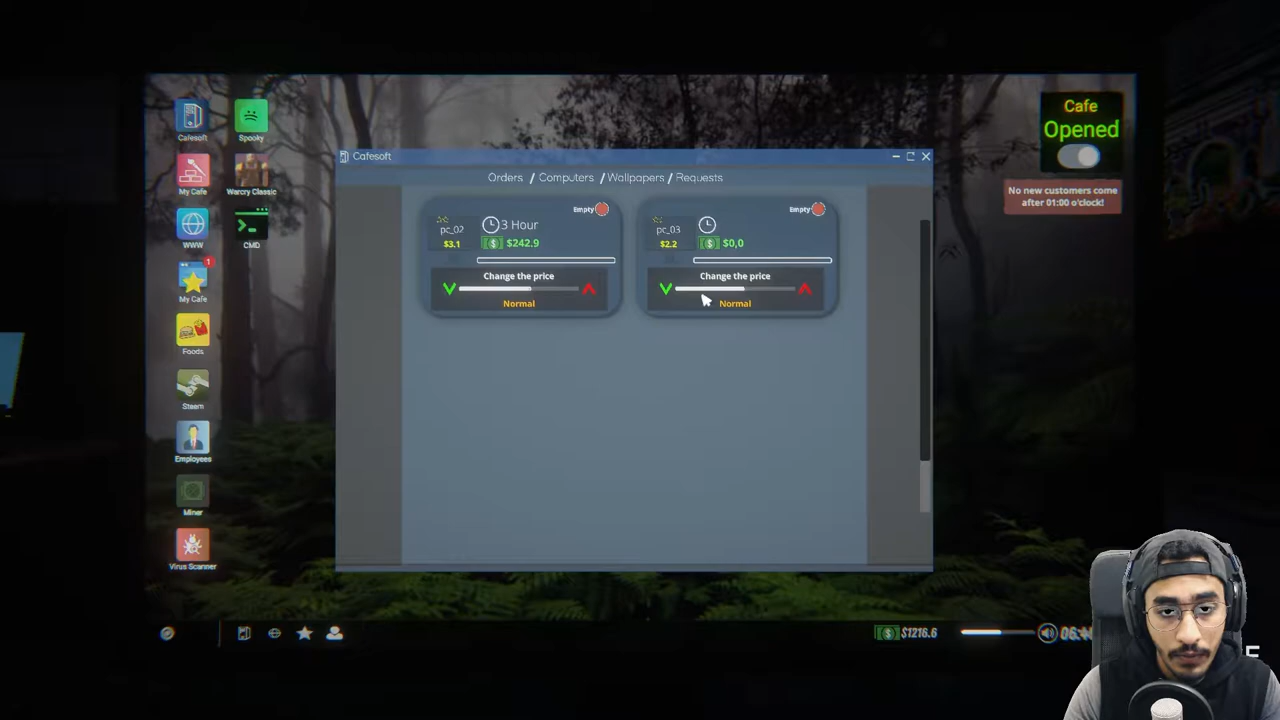 Cafesoft
Spooky
My Cafe
Warcry Classic
WWW
CMD
1
My Cafe
Foods
Steam
Employees
Miner
Virus Scanner
Cafesoft
Orders / Computers / Wallpapers / Requests
Empty
3 Hour
pc_02
$3.1
$242.9
Change the price
Normal
Empty
pc_03
$2.2
$0,0
Change the price
Normal
Cafe
Opened
No new customers come
after 01:00 o'clock!
$1216.6